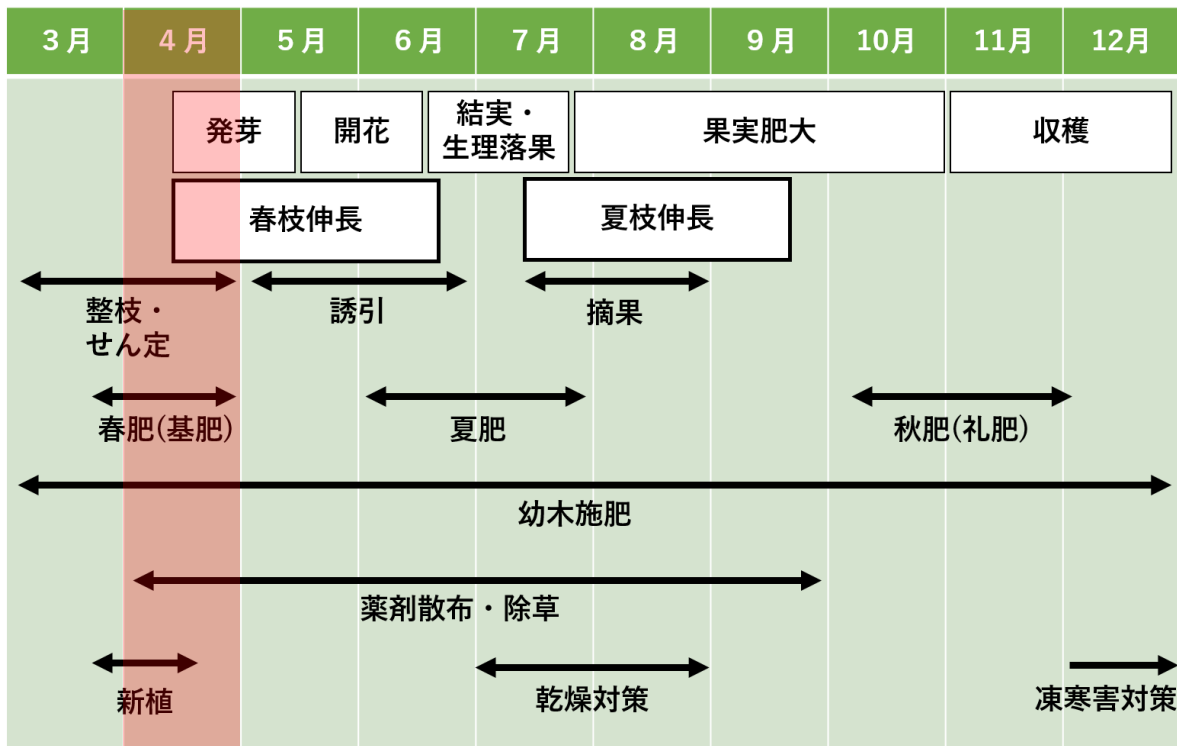 3月 4月 5月 6月 7月 8月 9月 10月 11月 12月
発芽 開花 結実・ 果実肥大 収穫
生理落果
春枝伸長 夏枝伸長
整枝・ 誘引 摘果
せん定
春肥(基肥) 夏肥 秋肥(礼肥)
幼木施肥
薬剤散布・除草
新植 乾燥対策 凍寒害対策